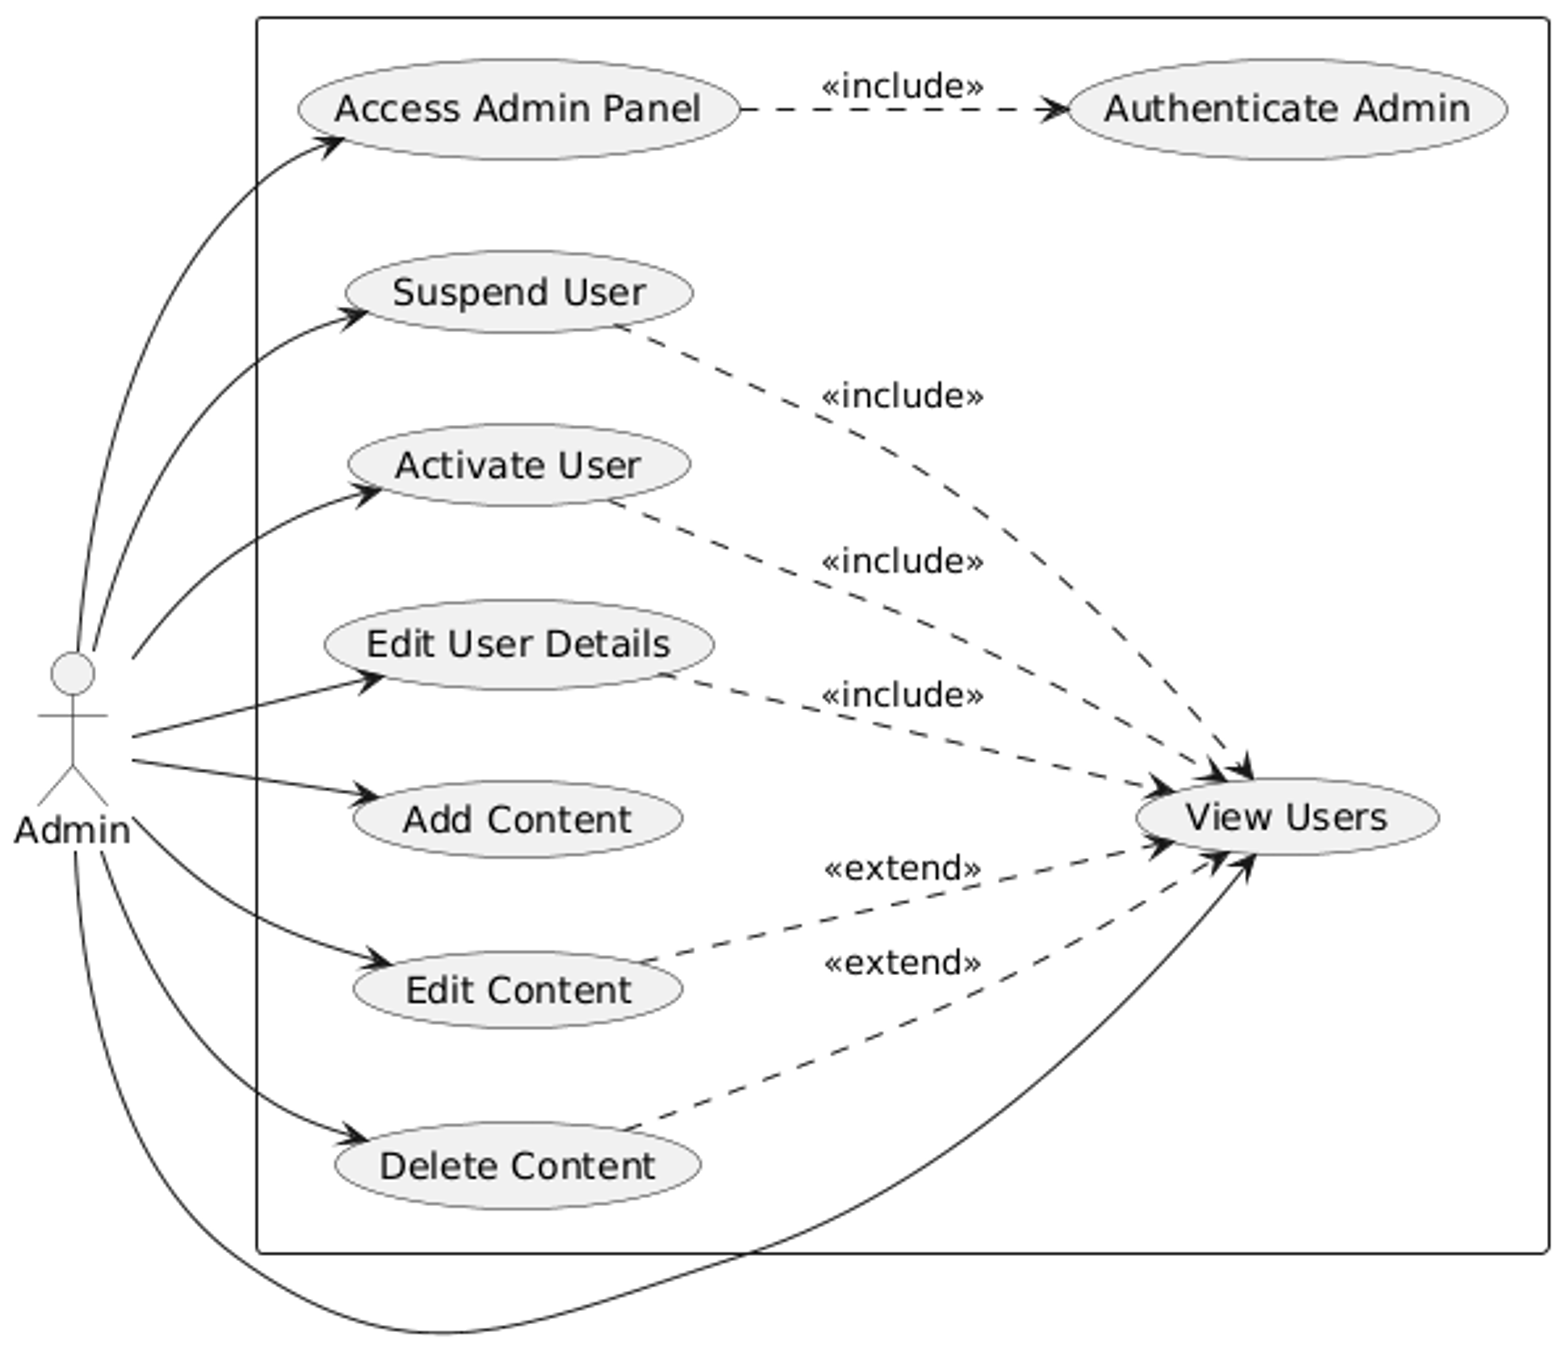 Access Admin Panel
«include»
Authenticate Admin
Suspend User
«include»
Activate User
«include»
Edit User Details
«include»
Add Content
View Users
Admin
«extend»
Edit Content
«extend»
Delete Content